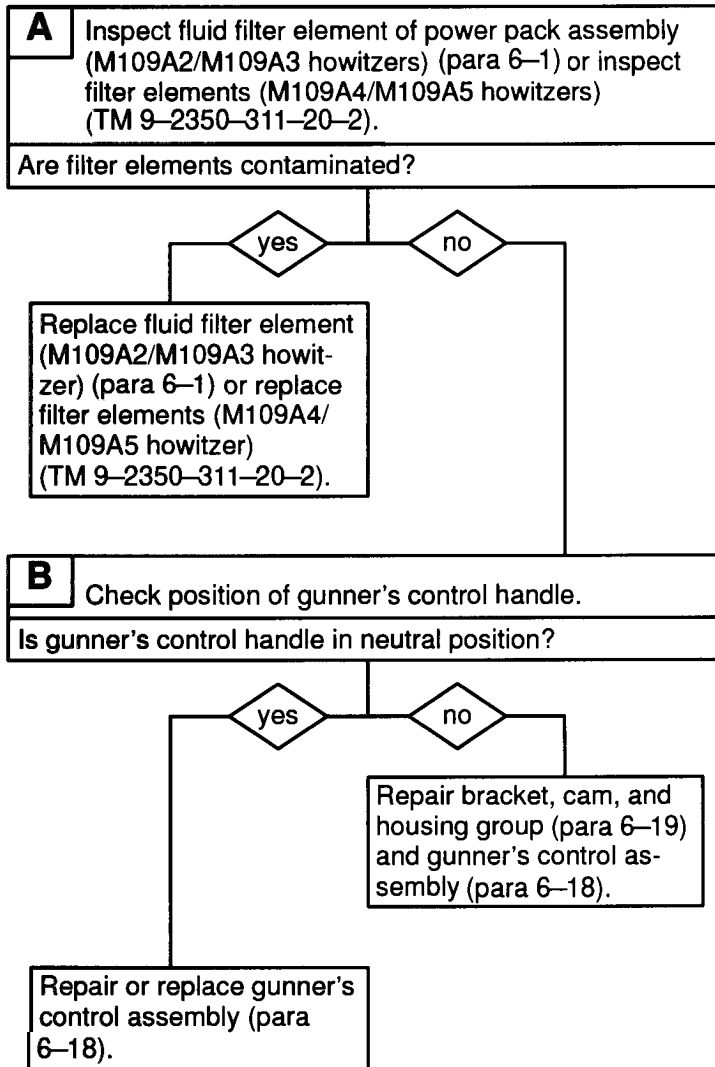 A Inspect fluid filter element of power pack assembly
(M109A2/M109A3 howitzers) (para 6–1) or inspect
filter elements (M109A4/M109A5 howitzers)
(TM 9–2350–311–20–2).
Are filter elements contaminated?
yes no
Replace fluid filter element
(M109A2/M109A3 howit-
zer) (para 6–1) or replace
filter elements (M109A4/
M109A5 howitzer)
(TM 9–2350–311–20–2).
B Check position of gunner's control handle.
Is gunner's control handle in neutral position?
yes no
Repair bracket, cam, and
housing group (para 6–19)
and gunner's control as-
sembly (para 6–18).
Repair or replace gunner's
control assembly (para
6–18).